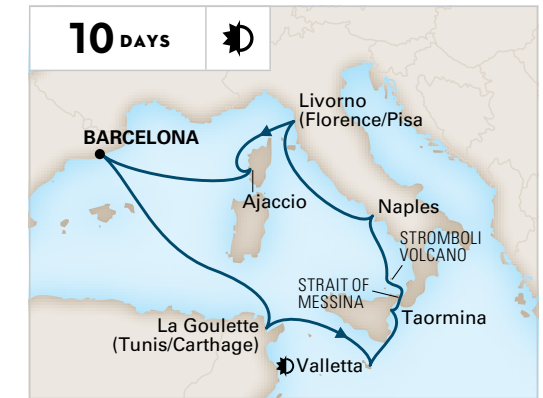 10 DAYS
Livorno
(Florence/Pisa
BARCELONA
Ajaccio
Naples
STROMBOLI
VOLCANO
STRAIT OF
MESSINA
Taormina
La Goulette
(Tunis/Carthage)
Valletta